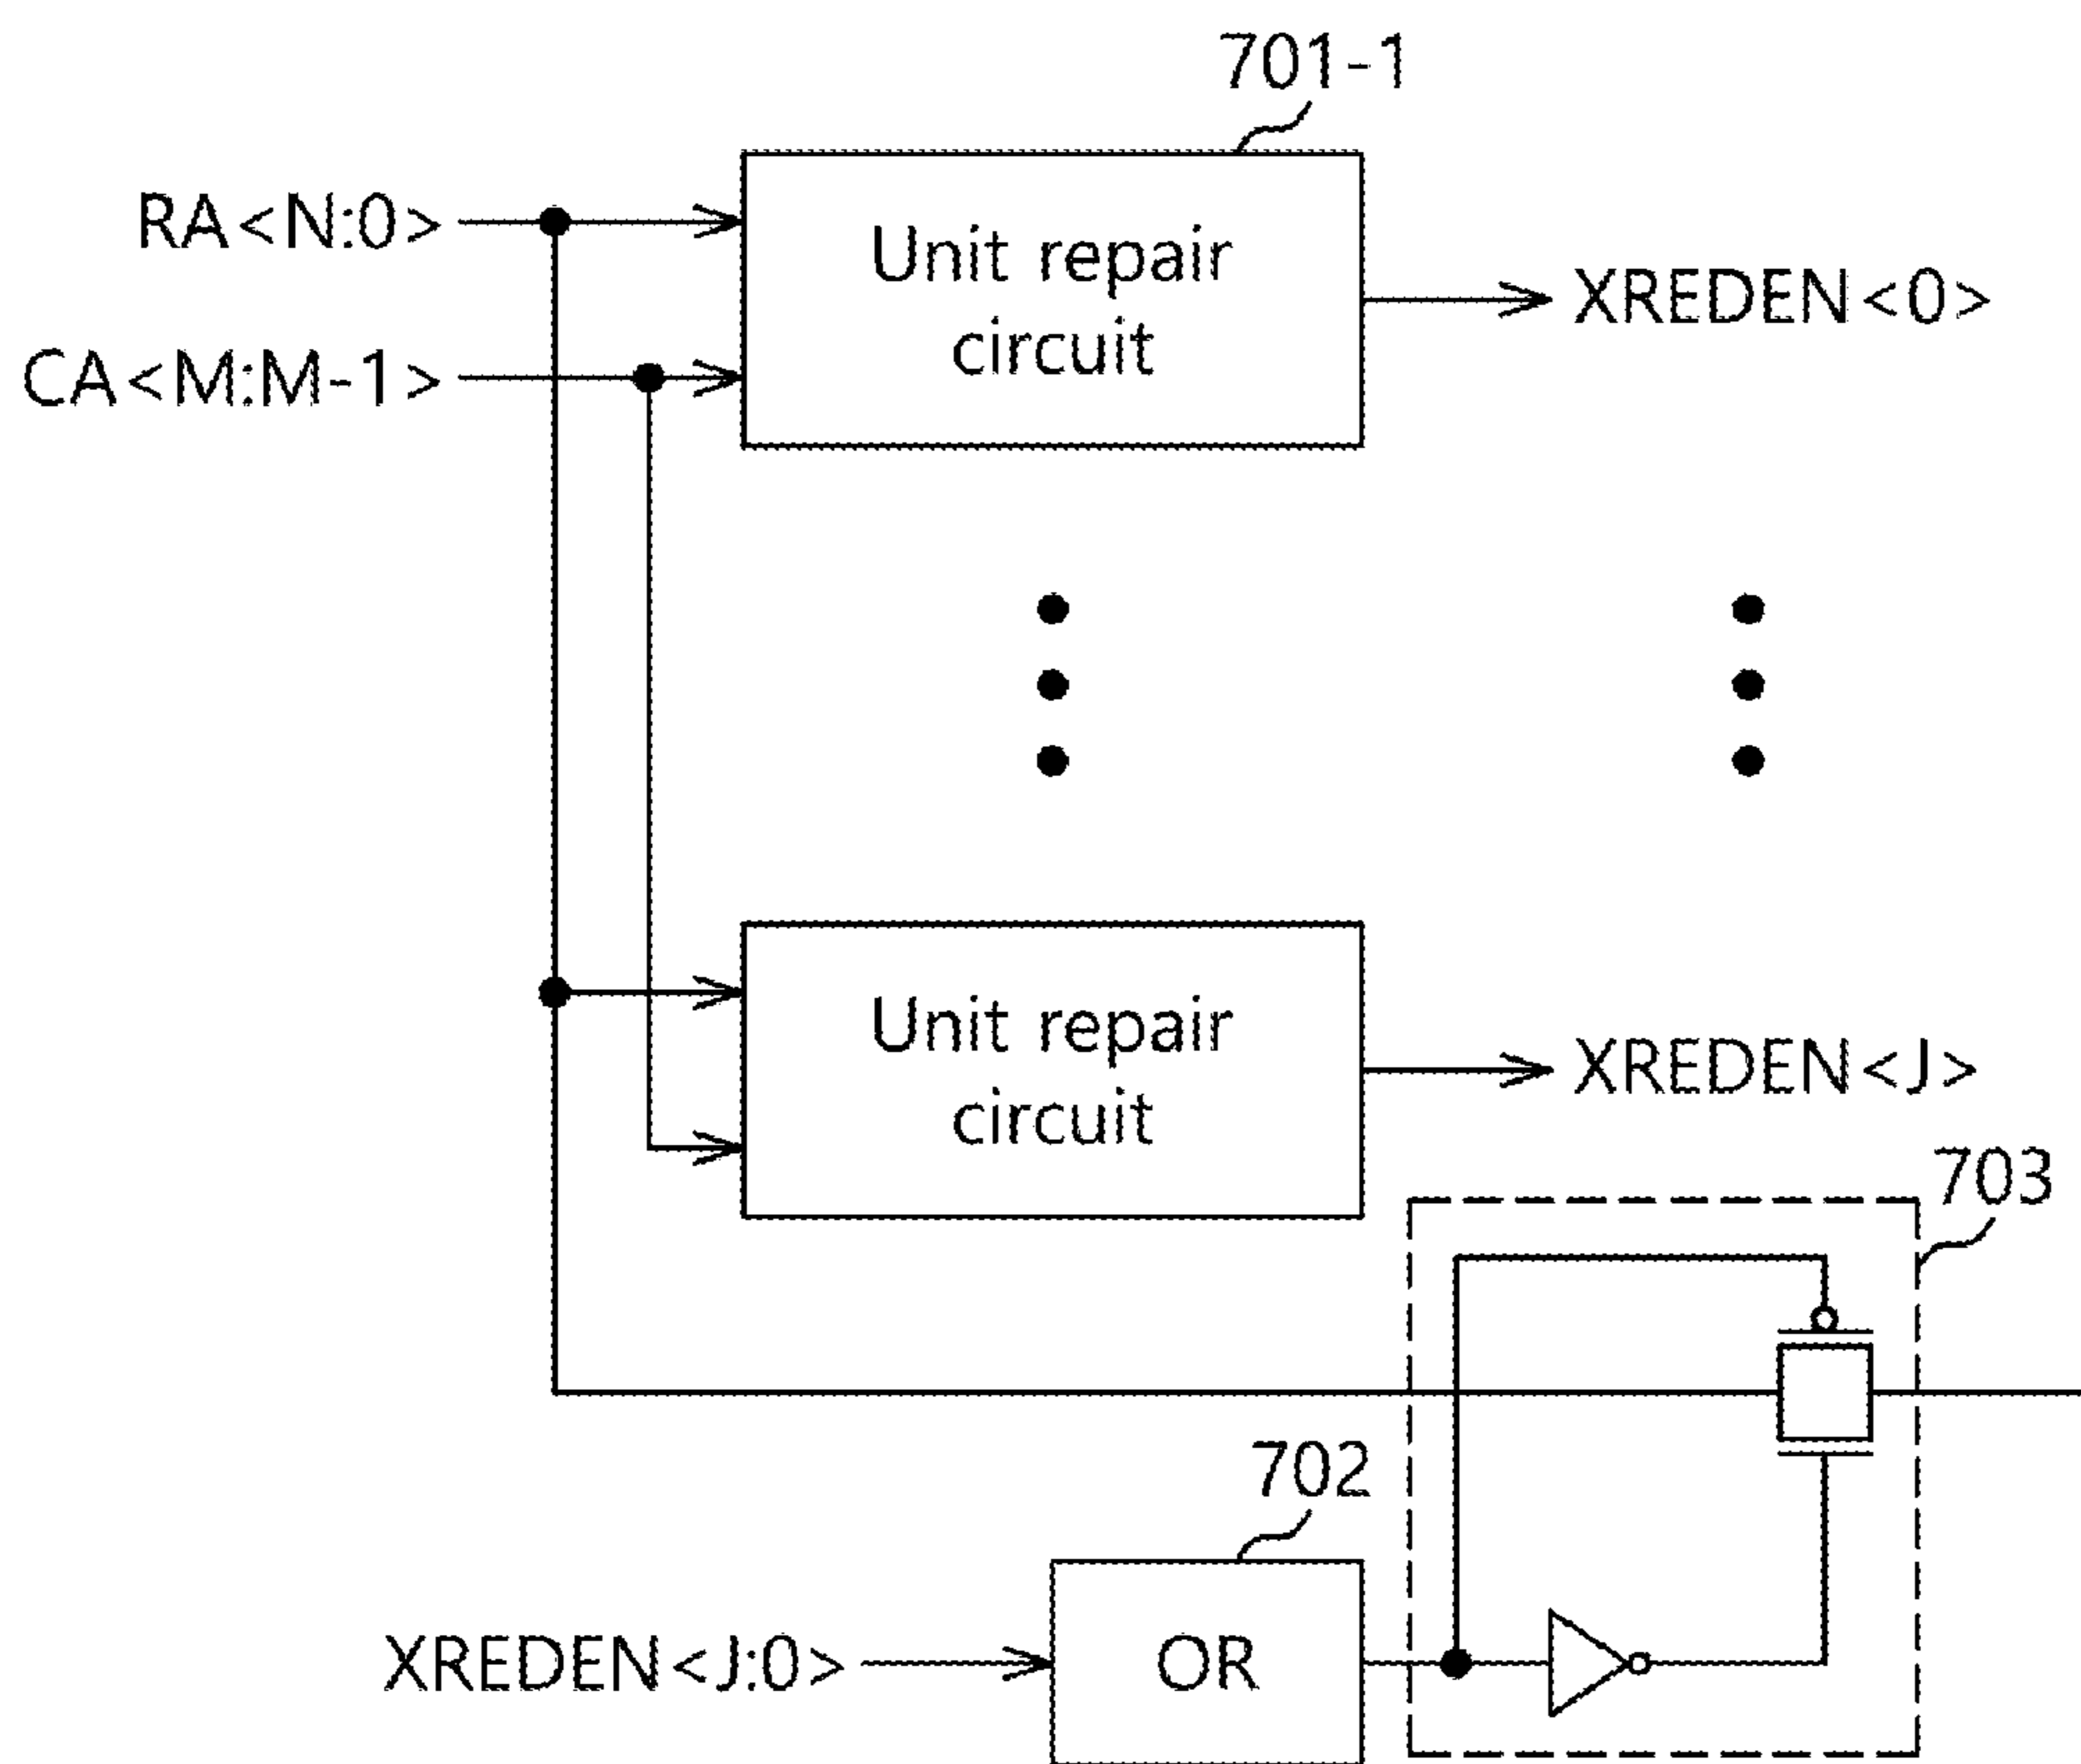 701-1
RA<N:0>
CA<M:M-1>
Unit repair
circuit
XREDEN<0>
Unit repair
circuit
XREDEN<J>
703
702
XREDEN<J:0>
OR